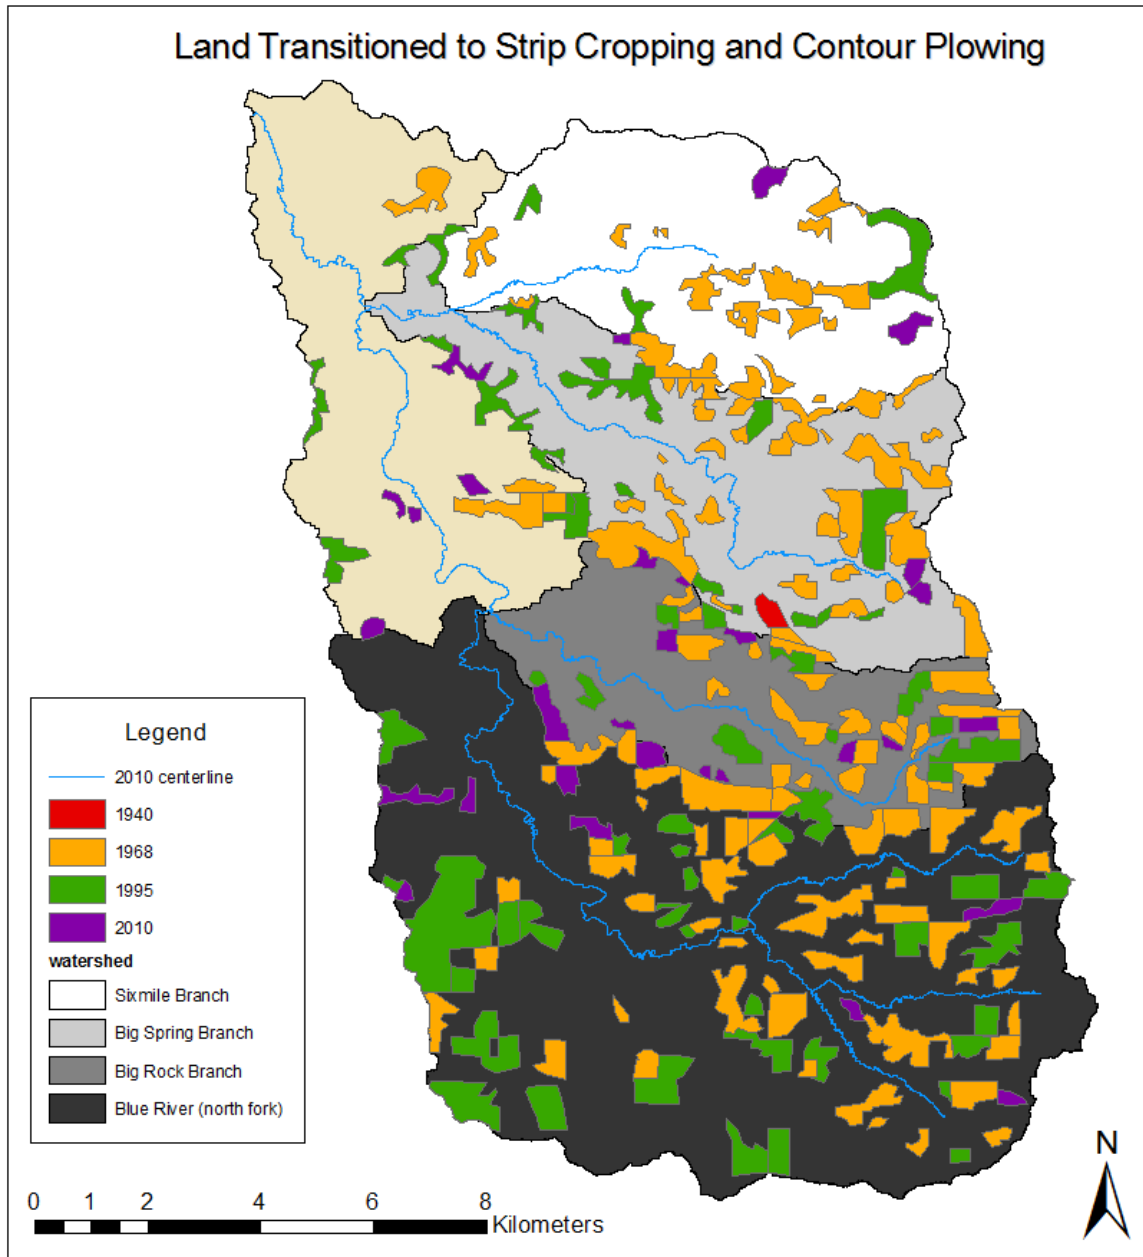 Land Transitioned to Strip Cropping and Contour Plowing
Legend
2010 centerline
1940
1968
1995
2010
watershed
Sixmile Branch
Big Spring Branch
Big Rock Branch
Blue River (north fork)
0 1 2 4 6 8
Kilometers
N